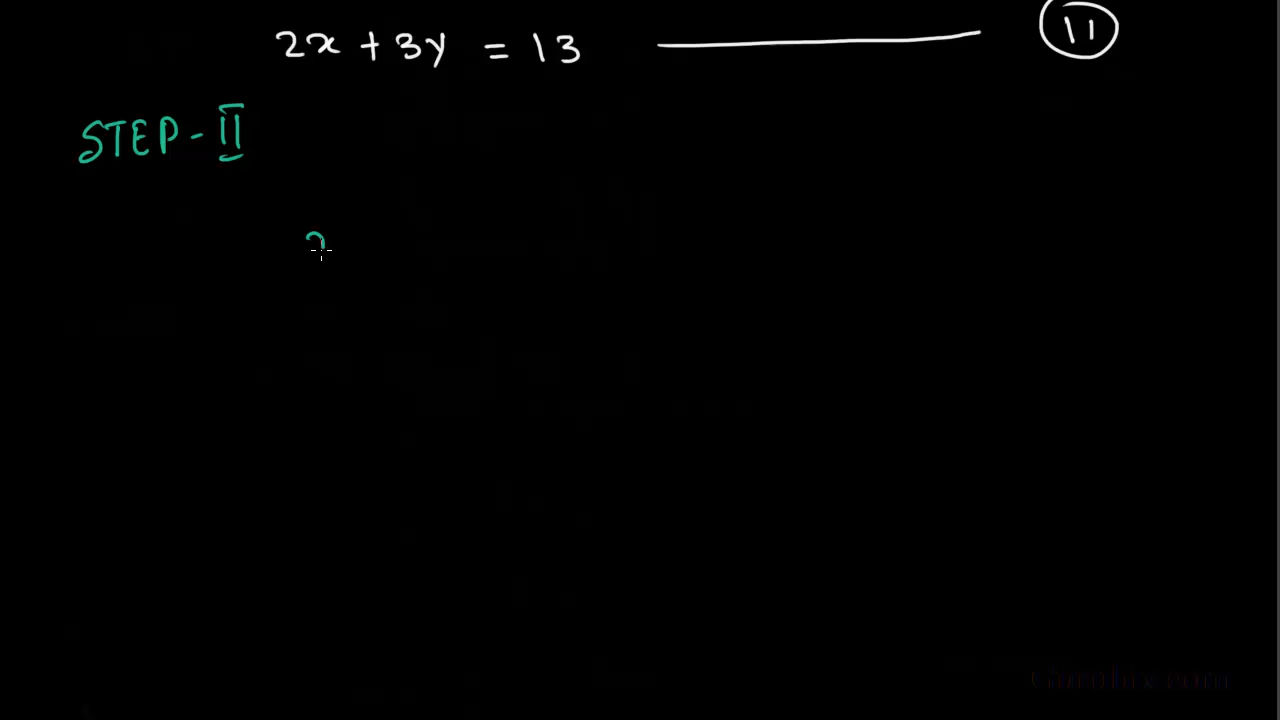 2x + 3y = 13 ——— (11)
STEP - II